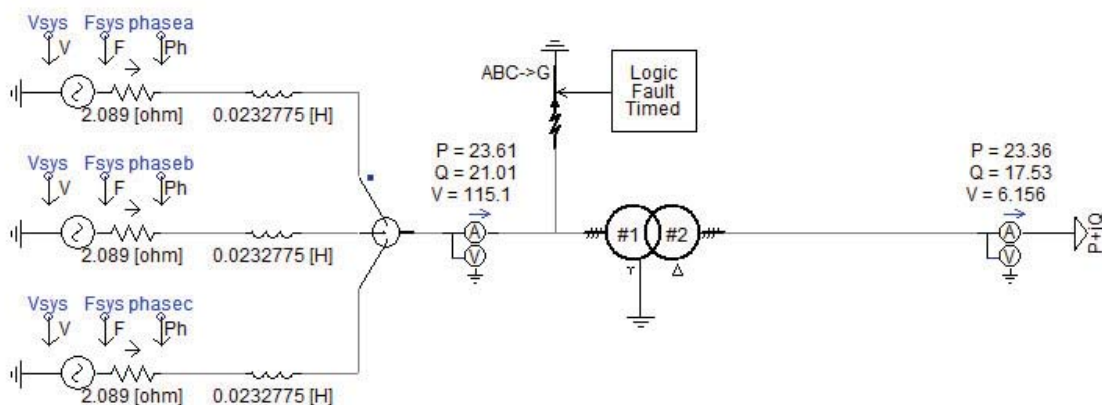 Vsys Fsys phasea
V F Ph
2.089 [ohm] 0.0232775 [H]
Vsys Fsys phaseb
V F Ph
2.089 [ohm] 0.0232775 [H]
Vsys Fsys phasec
V F Ph
2.089 [ohm] 0.0232775 [H]
ABC->G
Logic
Fault
Timed
P = 23.61
Q = 21.01
V = 115.1
A
V
#1 #2
P = 23.36
Q = 17.53
V = 6.156
A
V
P+jQ